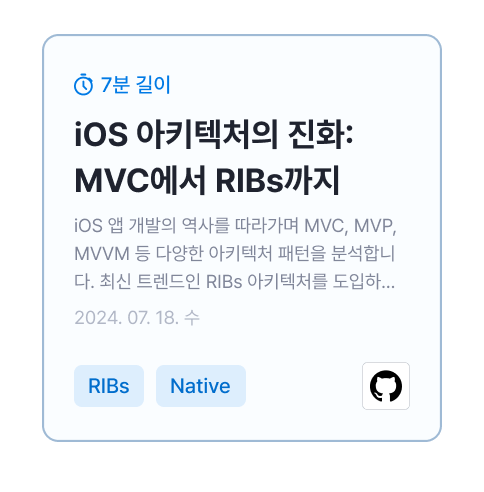 7분 길이
iOS 아키텍처의 진화:
MVC에서 RIBs까지
iOS 앱 개발의 역사를 따라가며 MVC, MVP,
MVVM 등 다양한 아키텍처 패턴을 분석합니
다. 최신 트렌드인 RIBs 아키텍처를 도입하...
2024. 07. 18. 수
RIBs
Native